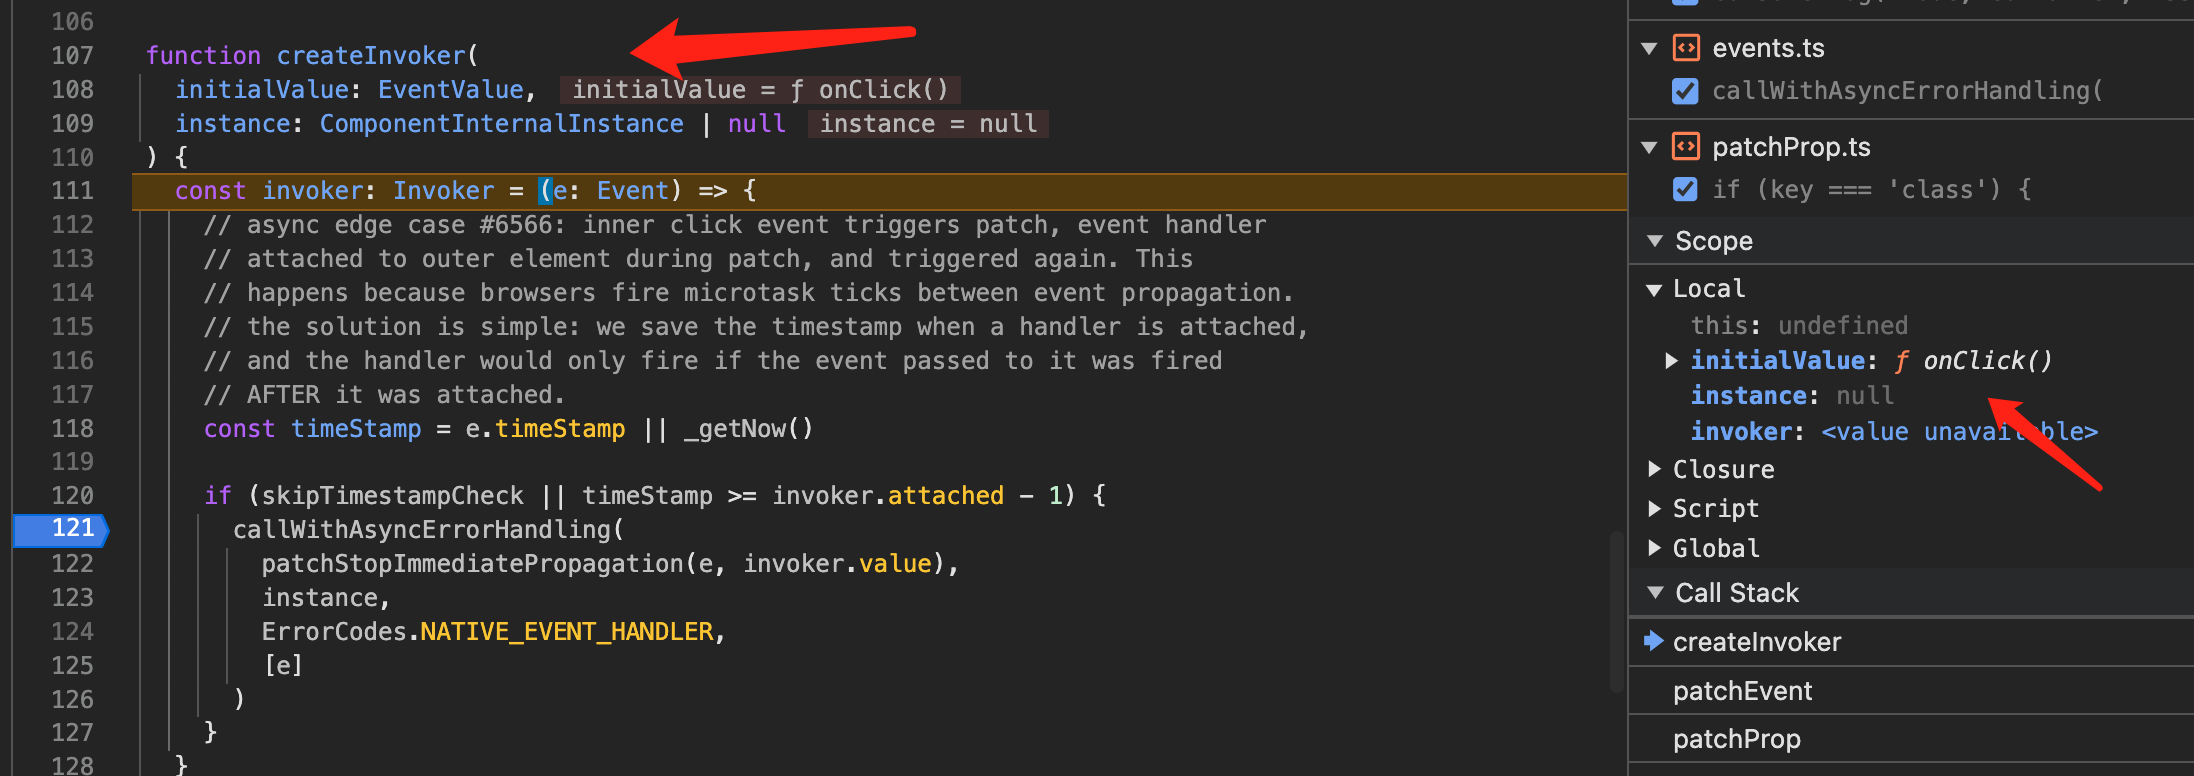 106
107 function createInvoker(
108 initialValue: EventValue, initialValue = ƒ onClick()
109 instance: ComponentInternalInstance | null instance = null
110 ) {
111 const invoker: Invoker = (e: Event) => {
112 // async edge case #6566: inner click event triggers patch, event handler
113 // attached to outer element during patch, and triggered again. This
114 // happens because browsers fire microtask ticks between event propagation.
115 // the solution is simple: we save the timestamp when a handler is attached,
116 // and the handler would only fire if the event passed to it was fired
117 // AFTER it was attached.
118 const timeStamp = e.timeStamp || _getNow()
119
120 if (skipTimestampCheck || timeStamp >= invoker.attached - 1) {
121 callWithAsyncErrorHandling(
122 patchStopImmediatePropagation(e, invoker.value),
123 instance,
124 ErrorCodes.NATIVE_EVENT_HANDLER,
125 [e]
126 )
127 }
128 }
events.ts
callWithAsyncErrorHandling(
patchProp.ts
if (key === 'class') {
Scope
Local
this: undefined
initialValue: ƒ onClick()
instance: null
invoker: <value unavailable>
Closure
Script
Global
Call Stack
createInvoker
patchEvent
patchProp